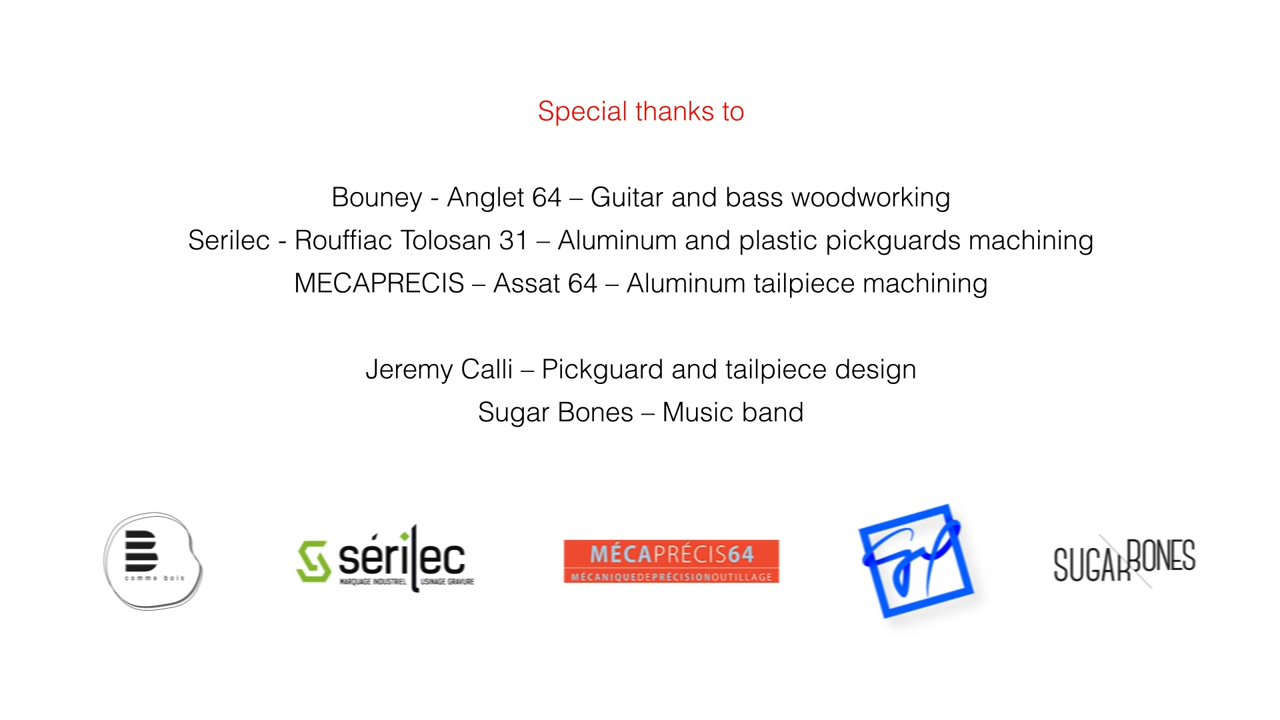 Special thanks to
Bouney - Anglet 64 – Guitar and bass woodworking
Serilec - Rouffiac Tolosan 31 – Aluminum and plastic pickguards machining
MECAPRECIS – Assat 64 – Aluminum tailpiece machining
Jeremy Calli – Pickguard and tailpiece design
Sugar Bones – Music band
B
comme bois
sérilec
MARQUAGE INDUSTRIEL USINAGE GRAVURE
MÉCAPRÉCIS64
MÉCANIQUEDEPRÉCISIONOUTILLAGE
SUGAR BONES